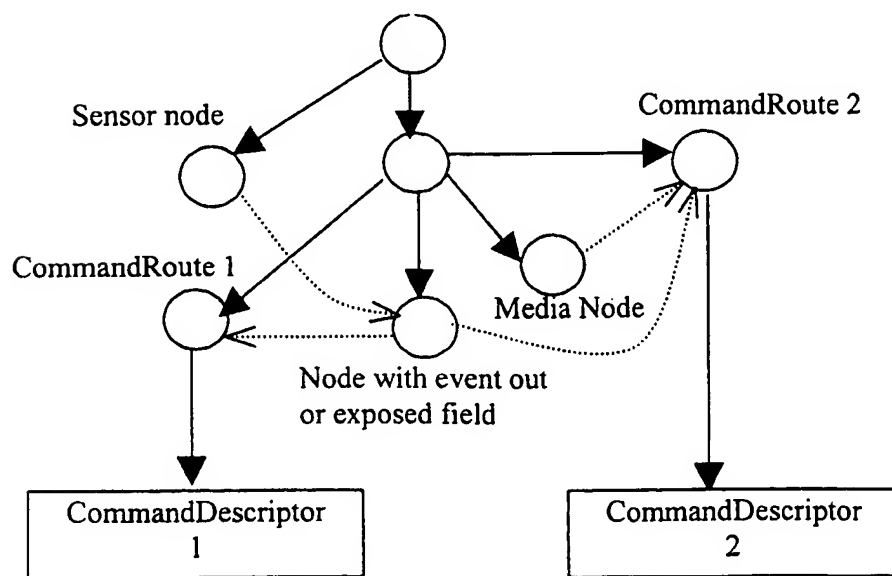 Sensor node
CommandRoute 2
CommandRoute 1
Media Node
Node with event out
or exposed field
CommandDescriptor
1
CommandDescriptor
2